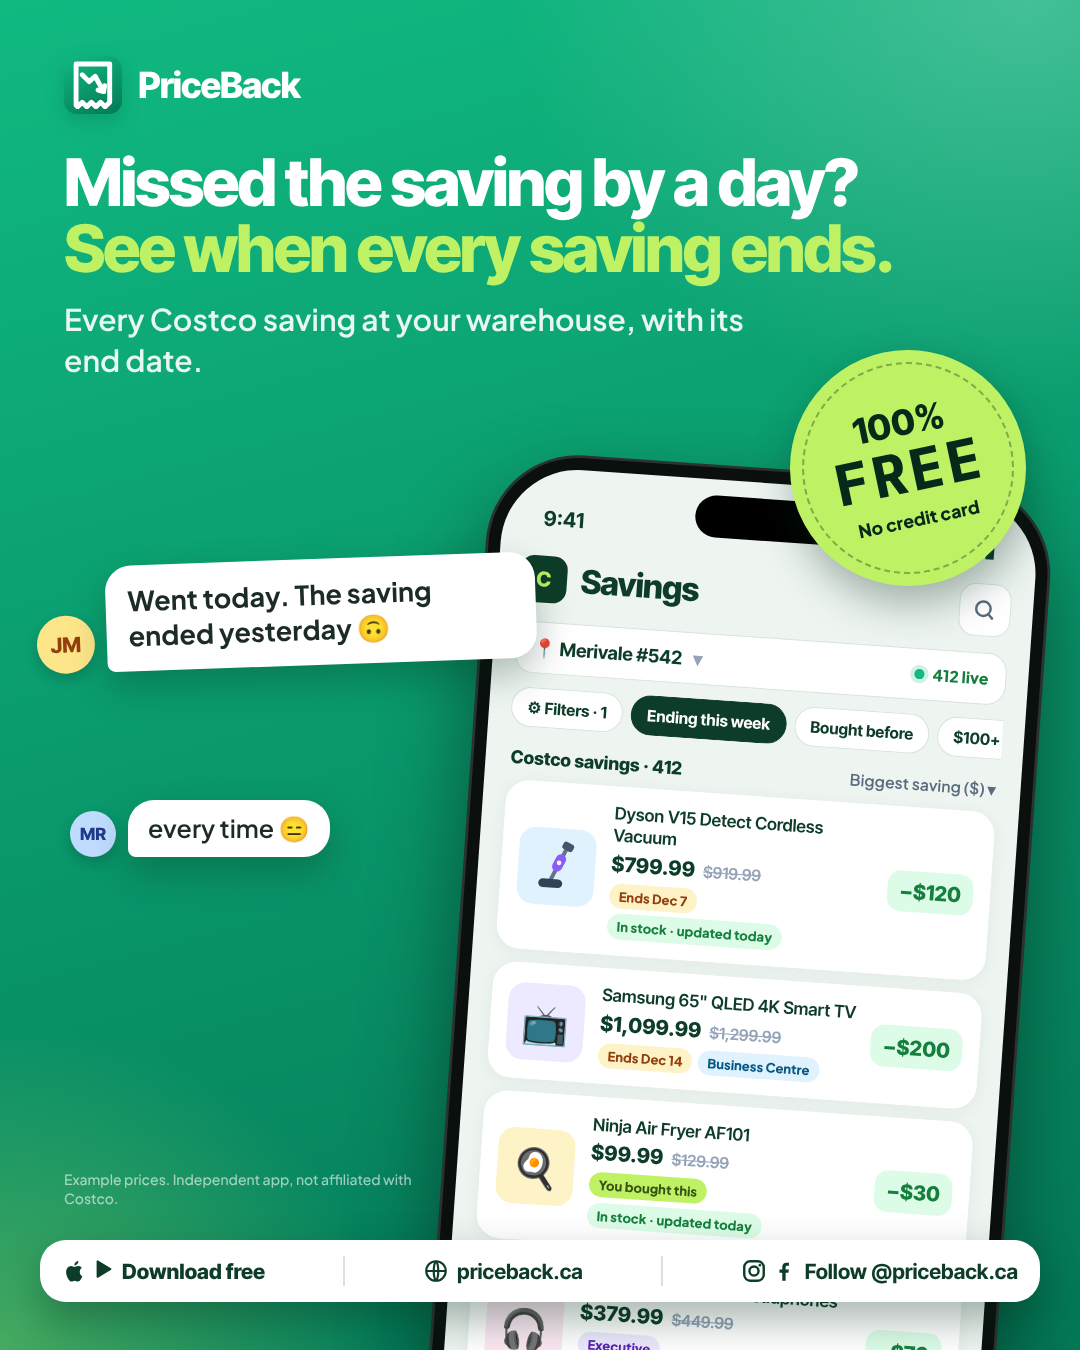 PriceBack
Missed the saving by a day?
See when every saving ends.
Every Costco saving at your warehouse, with its
end date.
100%
FREE
No credit card
9:41
C
Savings
Went today. The saving
ended yesterday 🙃
JM
📍 Merivale #542 ▼
412 live
⚙ Filters · 1
Ending this week
Bought before
$100+
Costco savings · 412
Biggest saving ($) ▾
every time 😑
MR
Dyson V15 Detect Cordless
Vacuum
$799.99 $919.99
−$120
Ends Dec 7
In stock · updated today
Samsung 65" QLED 4K Smart TV
$1,099.99 $1,299.99
−$200
Ends Dec 14
Business Centre
Ninja Air Fryer AF101
$99.99 $129.99
−$30
You bought this
In stock · updated today
Example prices. Independent app, not affiliated with
Costco.
Download free
priceback.ca
Follow @priceback.ca
$379.99 $449.99
Executive